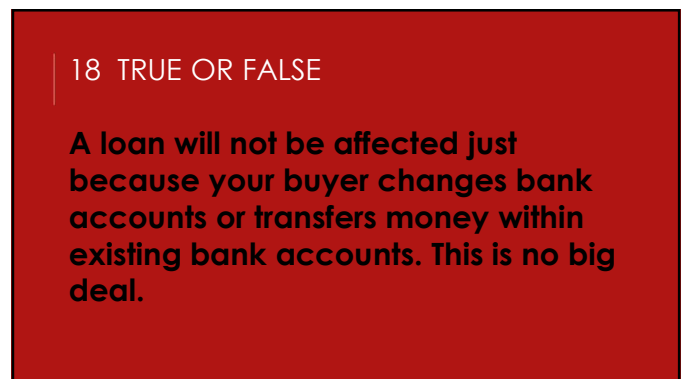 18 TRUE OR FALSE
A loan will not be affected just
because your buyer changes bank
accounts or transfers money within
existing bank accounts. This is no big
deal.